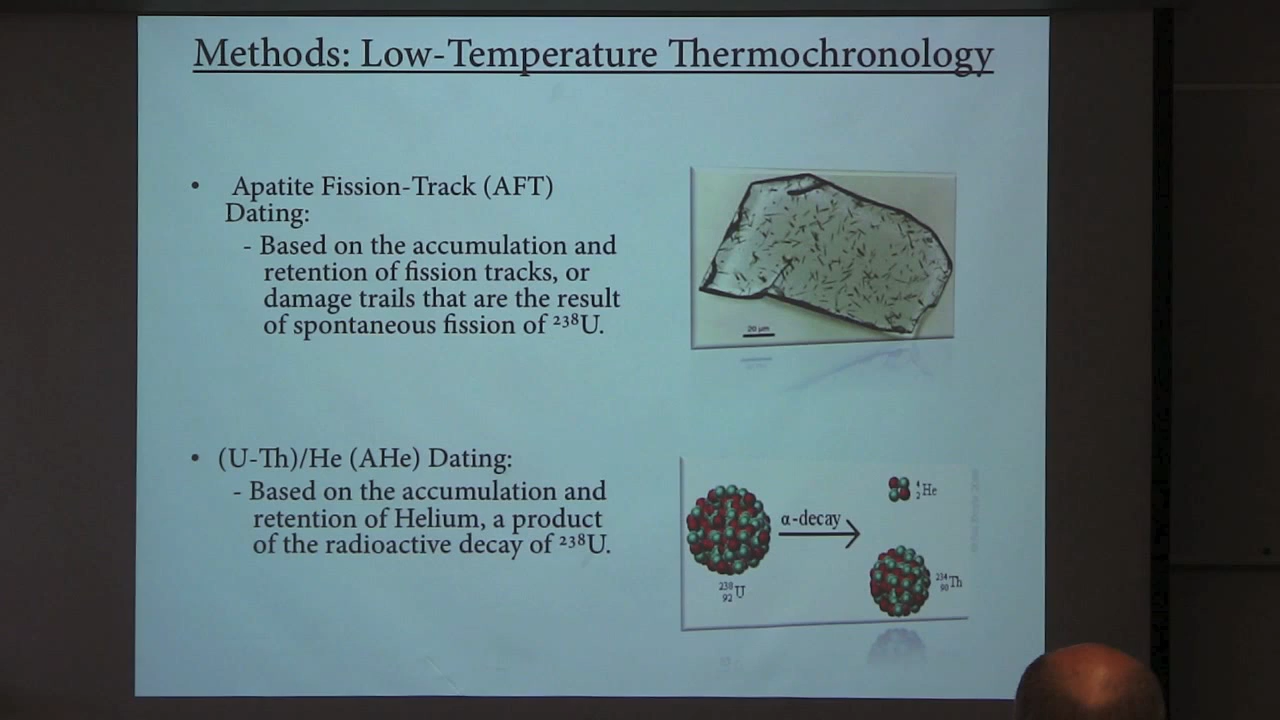 Methods: Low-Temperature Thermochronology
• Apatite Fission-Track (AFT)
Dating:
- Based on the accumulation and
retention of fission tracks, or
damage trails that are the result
of spontaneous fission of ²³⁸U.
20 µm
• (U-Th)/He (AHe) Dating:
- Based on the accumulation and
retention of Helium, a product
of the radioactive decay of ²³⁸U.
α-decay
⁴₂He
²³⁸₉₂U
²³⁴₉₀Th